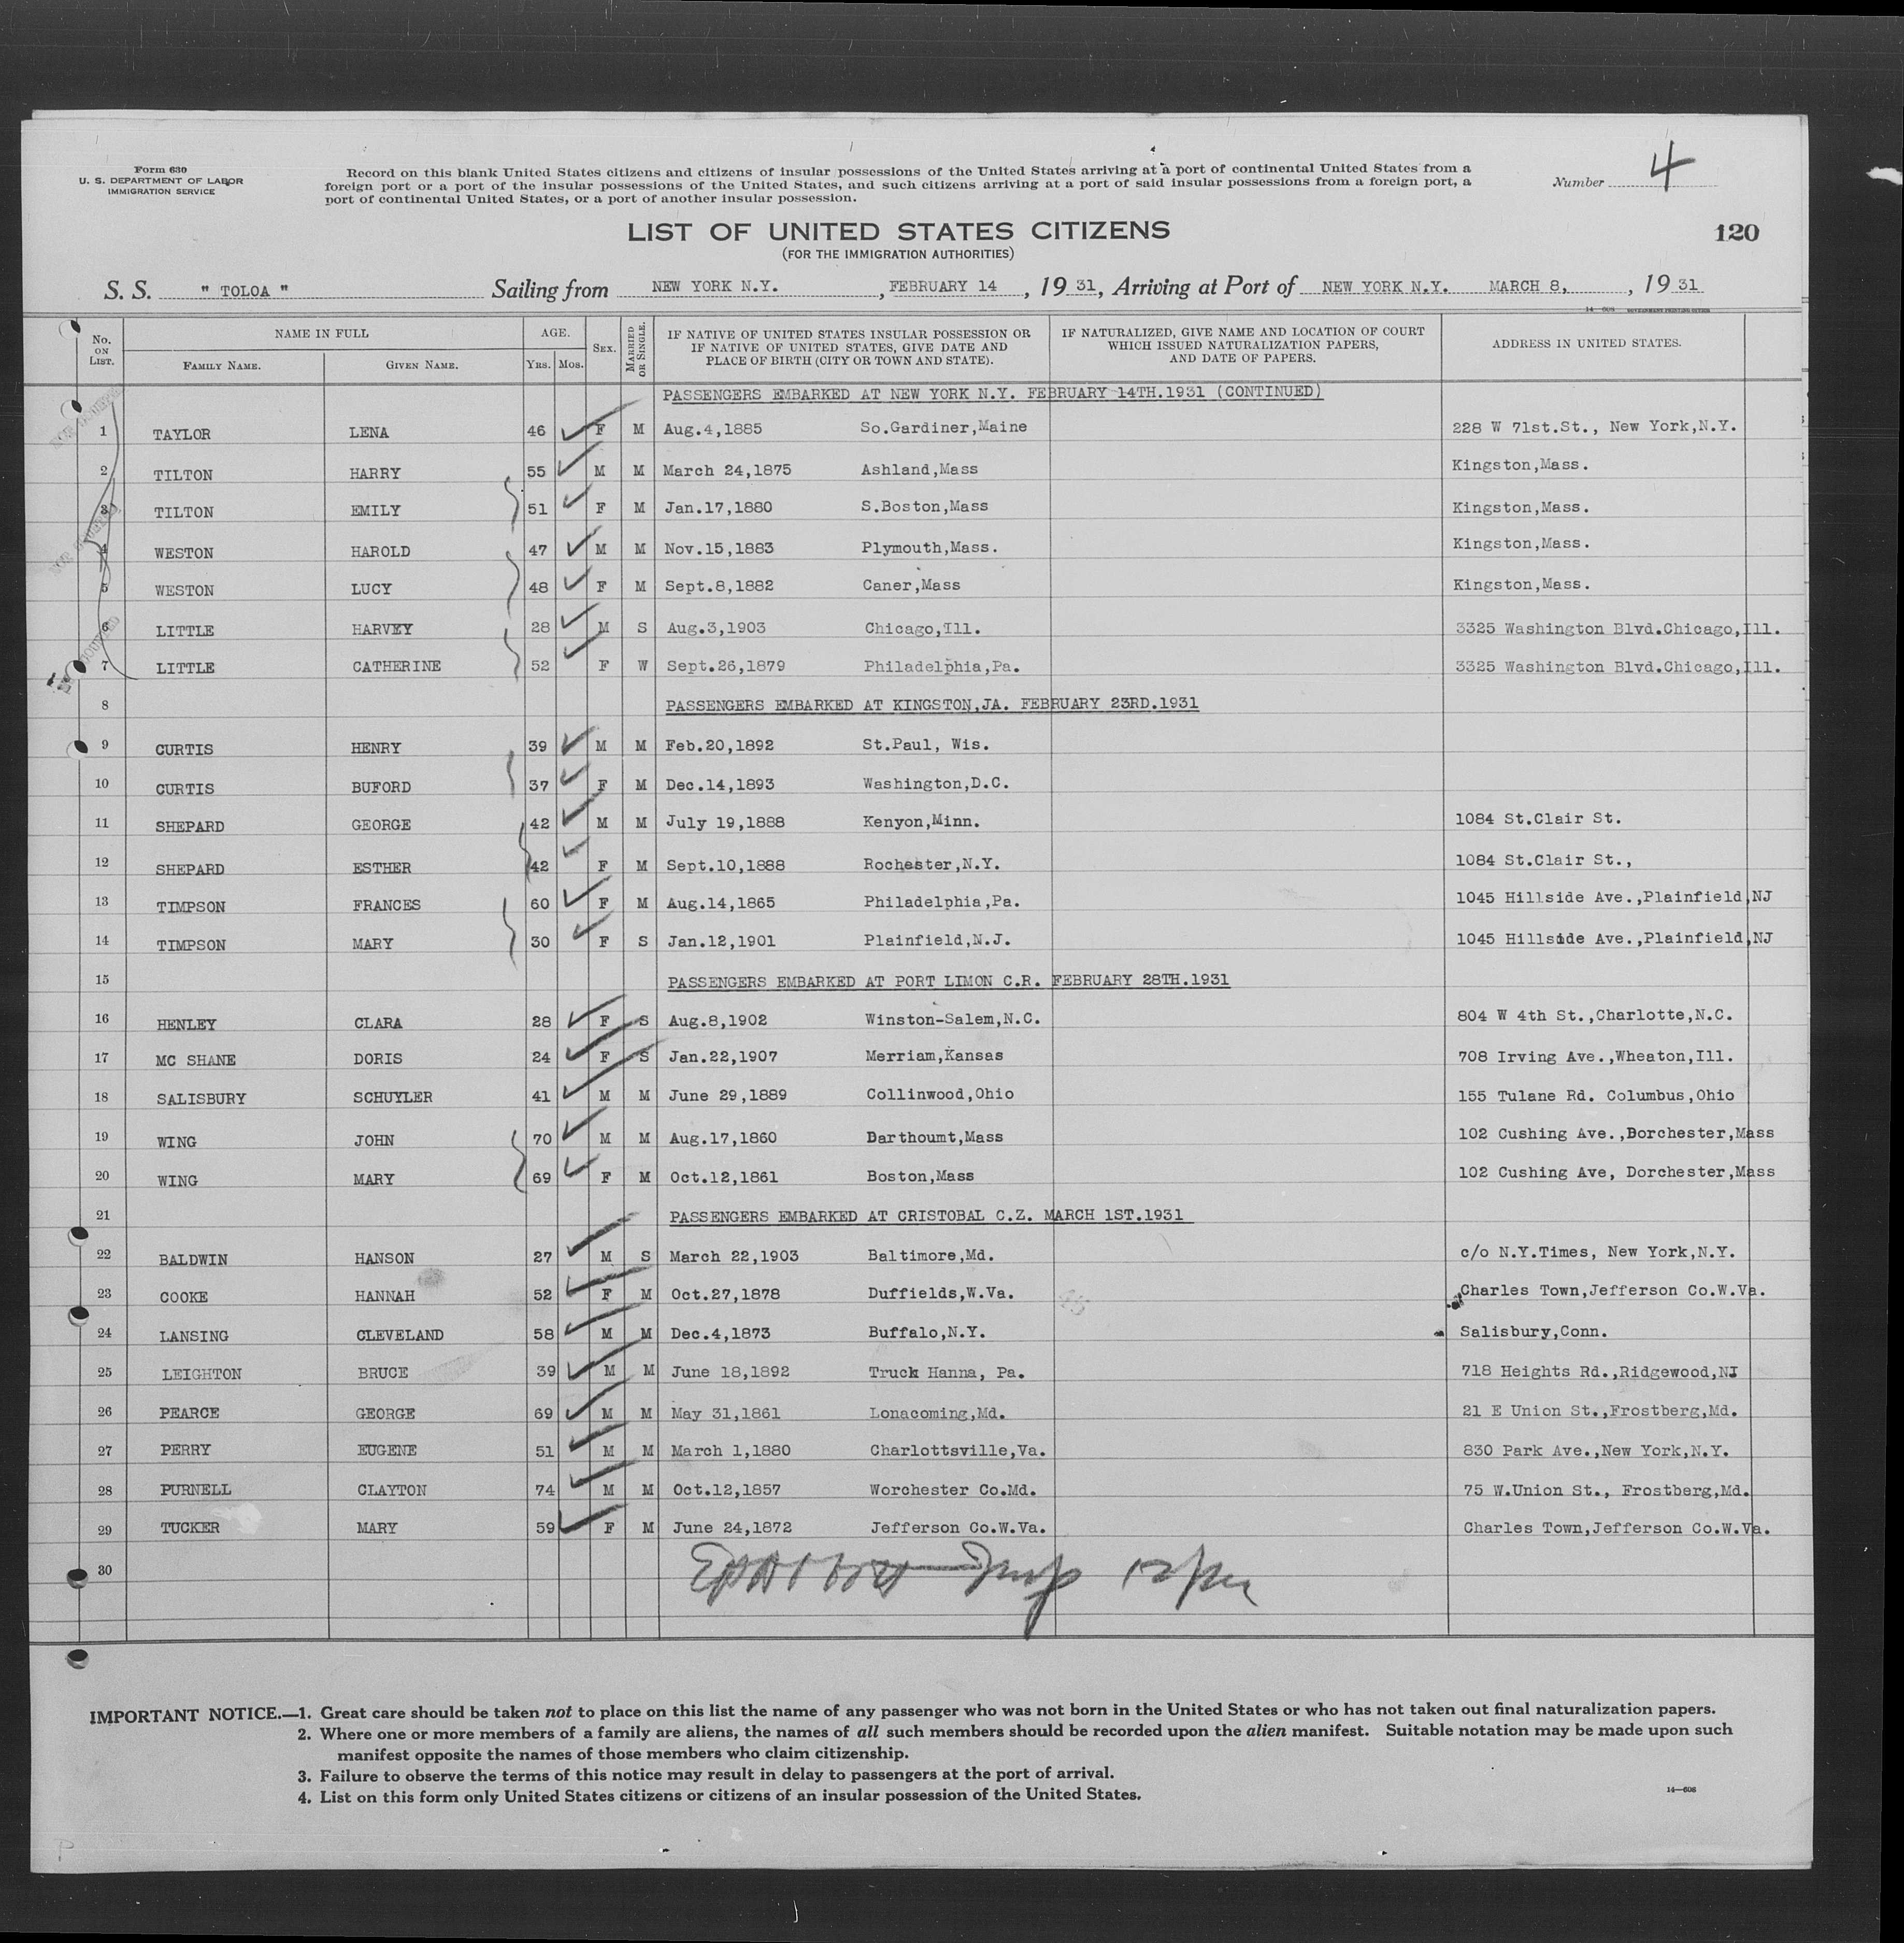 Form 630
U. S. DEPARTMENT OF LABOR
IMMIGRATION SERVICE
Record on this blank United States citizens and citizens of insular possessions of the United States arriving at a port of continental United States from a
foreign port or a port of the insular possessions of the United States, and such citizens arriving at a port of said insular possessions from a foreign port, a
port of continental United States, or a port of another insular possession.
Number 4
LIST OF UNITED STATES CITIZENS
(FOR THE IMMIGRATION AUTHORITIES)
120
S. S. " TOLOA " Sailing from NEW YORK N.Y. , FEBRUARY 14 , 19 31, Arriving at Port of NEW YORK N.Y. MARCH 8, , 19 31
14—608 GOVERNMENT PRINTING OFFICE
No. ON LIST. NAME IN FULL FAMILY NAME. GIVEN NAME. AGE. YRS. MOS. SEX. MARRIED OR SINGLE. IF NATIVE OF UNITED STATES INSULAR POSSESSION OR IF NATIVE OF UNITED STATES, GIVE DATE AND PLACE OF BIRTH (CITY OR TOWN AND STATE). IF NATURALIZED, GIVE NAME AND LOCATION OF COURT WHICH ISSUED NATURALIZATION PAPERS, AND DATE OF PAPERS. ADDRESS IN UNITED STATES.
PASSENGERS EMBARKED AT NEW YORK N.Y. FEBRUARY 14TH.1931 (CONTINUED)
1 TAYLOR LENA 46 F M Aug.4,1885 So.Gardiner,Maine 228 W 71st.St., New York,N.Y.
2 TILTON HARRY 55 M M March 24,1875 Ashland,Mass Kingston,Mass.
3 TILTON EMILY 51 F M Jan.17,1880 S.Boston,Mass Kingston,Mass.
4 WESTON HAROLD 47 M M Nov.15,1883 Plymouth,Mass. Kingston,Mass.
5 WESTON LUCY 48 F M Sept.8,1882 Caner,Mass Kingston,Mass.
6 LITTLE HARVEY 28 M S Aug.3,1903 Chicago,Ill. 3325 Washington Blvd.Chicago,Ill.
7 LITTLE CATHERINE 52 F W Sept.26,1879 Philadelphia,Pa. 3325 Washington Blvd.Chicago,Ill.
8 PASSENGERS EMBARKED AT KINGSTON,JA. FEBRUARY 23RD.1931
9 CURTIS HENRY 39 M M Feb.20,1892 St.Paul, Wis.
10 CURTIS BUFORD 37 F M Dec.14,1893 Washington,D.C.
11 SHEPARD GEORGE 42 M M July 19,1888 Kenyon,Minn. 1084 St.Clair St.
12 SHEPARD ESTHER 42 F M Sept.10,1888 Rochester,N.Y. 1084 St.Clair St.,
13 TIMPSON FRANCES 60 F M Aug.14,1865 Philadelphia,Pa. 1045 Hillside Ave.,Plainfield,NJ
14 TIMPSON MARY 30 F S Jan.12,1901 Plainfield,N.J. 1045 Hillside Ave.,Plainfield,NJ
15 PASSENGERS EMBARKED AT PORT LIMON C.R. FEBRUARY 28TH.1931
16 HENLEY CLARA 28 F S Aug.8,1902 Winston-Salem,N.C. 804 W 4th St.,Charlotte,N.C.
17 MC SHANE DORIS 24 F S Jan.22,1907 Merriam,Kansas 708 Irving Ave.,Wheaton,Ill.
18 SALISBURY SCHUYLER 41 M M June 29,1889 Collinwood,Ohio 155 Tulane Rd. Columbus,Ohio
19 WING JOHN 70 M M Aug.17,1860 Darthoumt,Mass 102 Cushing Ave.,Borchester,Mass
20 WING MARY 69 F M Oct.12,1861 Boston,Mass 102 Cushing Ave, Dorchester,Mass
21 PASSENGERS EMBARKED AT CRISTOBAL C.Z. MARCH 1ST.1931
22 BALDWIN HANSON 27 M S March 22,1903 Baltimore,Md. c/o N.Y.Times, New York,N.Y.
23 COOKE HANNAH 52 F M Oct.27,1878 Duffields,W.Va. Charles Town,Jefferson Co.W.Va.
24 LANSING CLEVELAND 58 M M Dec.4,1873 Buffalo,N.Y. Salisbury,Conn.
25 LEIGHTON BRUCE 39 M M June 18,1892 Truck Hanna, Pa. 718 Heights Rd.,Ridgewood,NJ
26 PEARCE GEORGE 69 M M May 31,1861 Lonacoming,Md. 21 E Union St.,Frostberg,Md.
27 PERRY EUGENE 51 M M March 1,1880 Charlottsville,Va. 830 Park Ave.,New York,N.Y.
28 PURNELL CLAYTON 74 M M Oct.12,1857 Worchester Co.Md. 75 W.Union St., Frostberg,Md.
29 TUCKER MARY 59 F M June 24,1872 Jefferson Co.W.Va. Charles Town,Jefferson Co.W.Va.
30
IMPORTANT NOTICE.—1. Great care should be taken not to place on this list the name of any passenger who was not born in the United States or who has not taken out final naturalization papers.
2. Where one or more members of a family are aliens, the names of all such members should be recorded upon the alien manifest. Suitable notation may be made upon such
manifest opposite the names of those members who claim citizenship.
3. Failure to observe the terms of this notice may result in delay to passengers at the port of arrival.
4. List on this form only United States citizens or citizens of an insular possession of the United States.
14—608